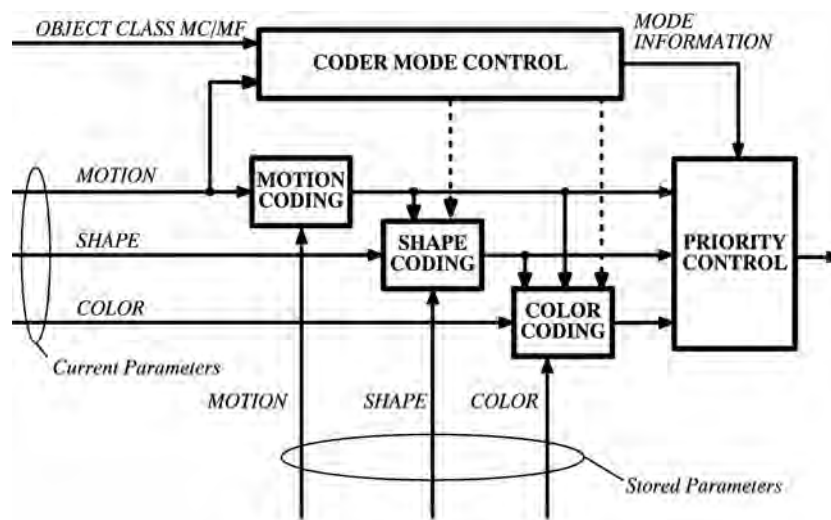 OBJECT CLASS MC/MF
MODE
INFORMATION
CODER MODE CONTROL
MOTION
MOTION
CODING
SHAPE
SHAPE
CODING
PRIORITY
CONTROL
COLOR
COLOR
CODING
Current Parameters
MOTION
SHAPE
COLOR
Stored Parameters